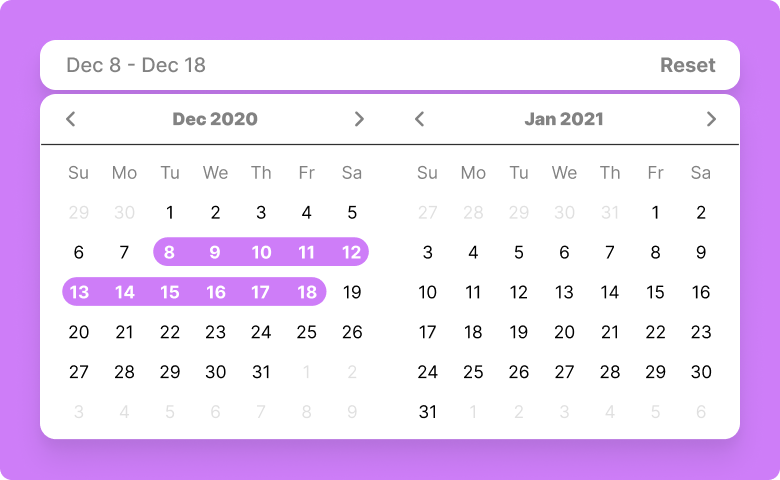 Dec 8 - Dec 18 Reset
Dec 2020
Su Mo Tu We Th Fr Sa
29 30 1 2 3 4 5
6 7 8 9 10 11 12
13 14 15 16 17 18 19
20 21 22 23 24 25 26
27 28 29 30 31 1 2
3 4 5 6 7 8 9
Jan 2021
Su Mo Tu We Th Fr Sa
27 28 29 30 31 1 2
3 4 5 6 7 8 9
10 11 12 13 14 15 16
17 18 19 20 21 22 23
24 25 26 27 28 29 30
31 1 2 3 4 5 6